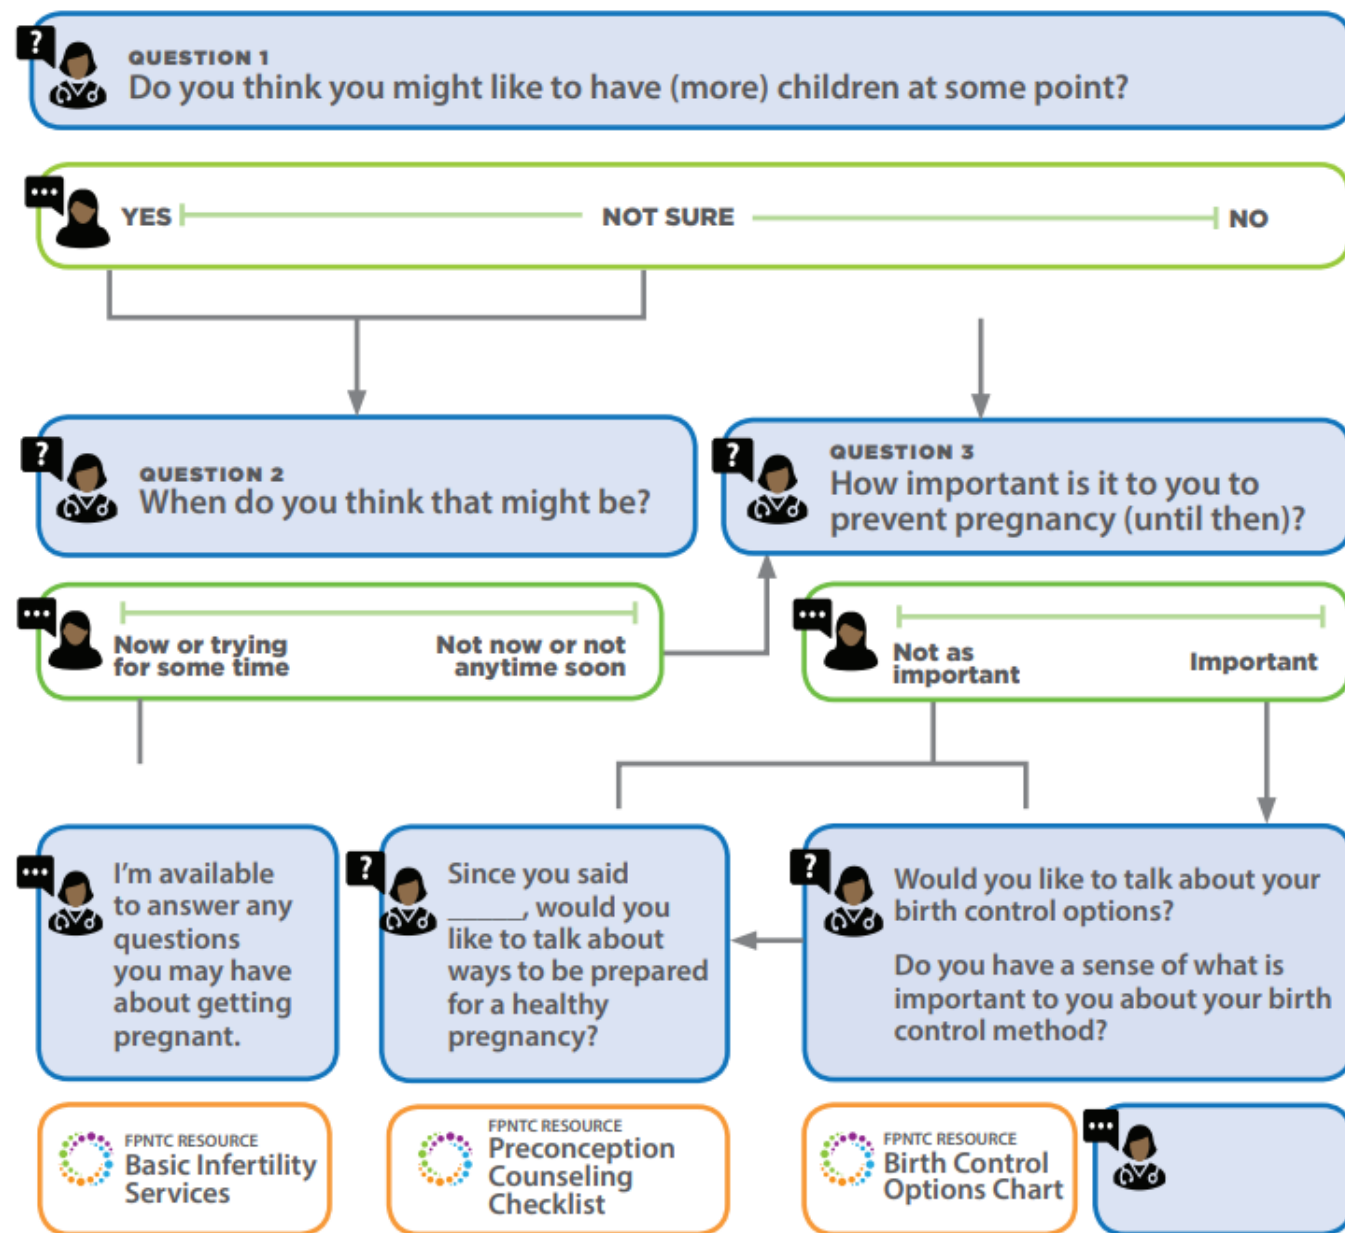 ?
QUESTION 1
Do you think you might like to have (more) children at some point?
YES
NOT SURE
NO
?
QUESTION 2
When do you think that might be?
?
QUESTION 3
How important is it to you to
prevent pregnancy (until then)?
Now or trying
for some time
Not now or not
anytime soon
Not as
important
Important
I’m available
to answer any
questions
you may have
about getting
pregnant.
?
Since you said
______, would you
like to talk about
ways to be prepared
for a healthy
pregnancy?
?
Would you like to talk about your
birth control options?
Do you have a sense of what is
important to you about your birth
control method?
FPNTC RESOURCE
Basic Infertility
Services
FPNTC RESOURCE
Preconception
Counseling
Checklist
FPNTC RESOURCE
Birth Control
Options Chart